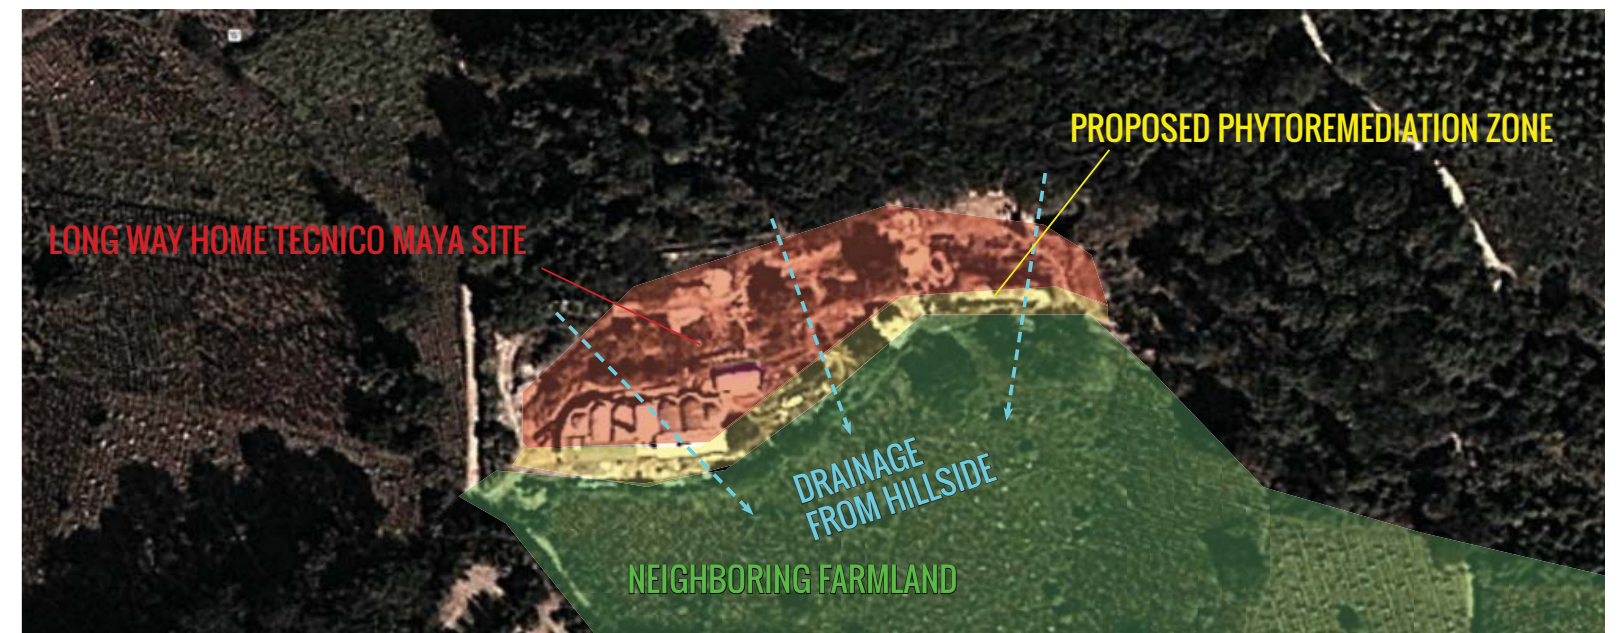 PROPOSED PHYTOREMEDIATION ZONE
LONG WAY HOME TECNICO MAYA SITE
DRAINAGE
FROM HILLSIDE
NEIGHBORING FARMLAND